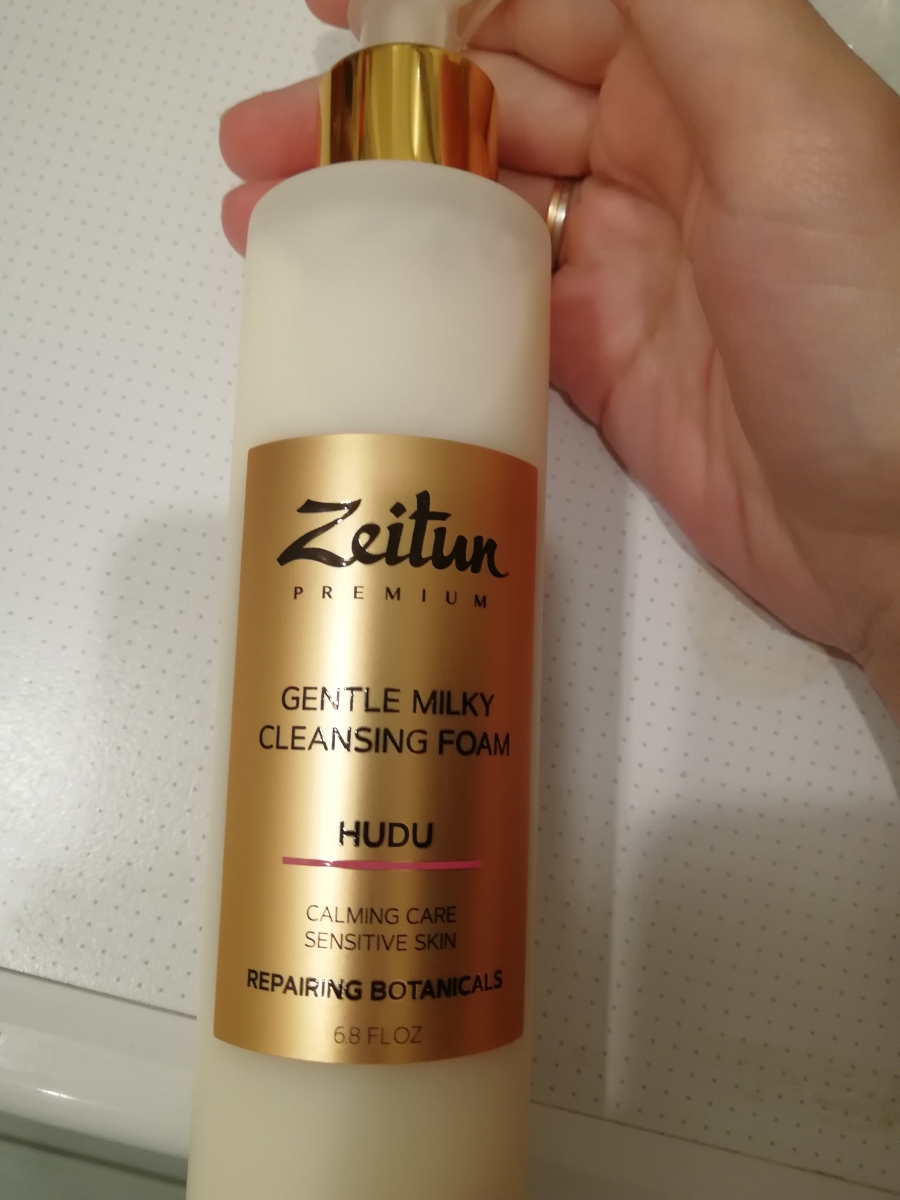 Zeitun
PREMIUM
GENTLE MILKY
CLEANSING FOAM
HUDU
CALMING CARE
SENSITIVE SKIN
REPAIRING BOTANICALS
6.8 FL OZ